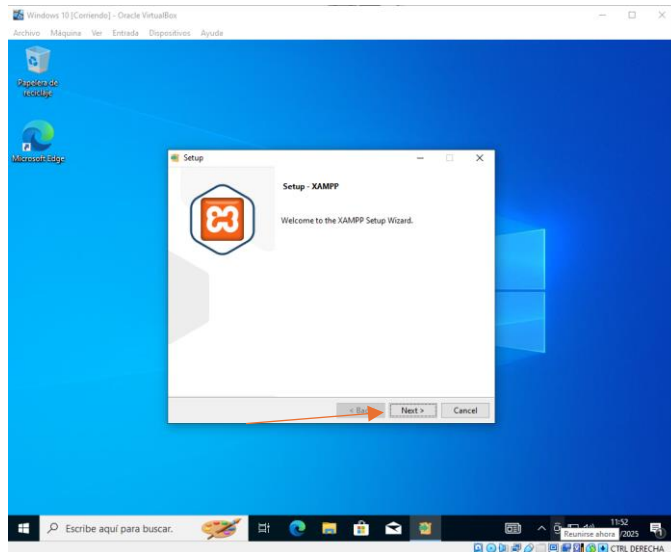 Windows 10 [Corriendo] - Oracle VirtualBox
Archivo Máquina Ver Entrada Dispositivos Ayuda
Papelera de
reciclaje
Microsoft Edge
Setup
Setup - XAMPP
Welcome to the XAMPP Setup Wizard.
< Next > Cancel
Escribe aquí para buscar.
11:52
Reunirse ahora /2025
CTRL DERECHA